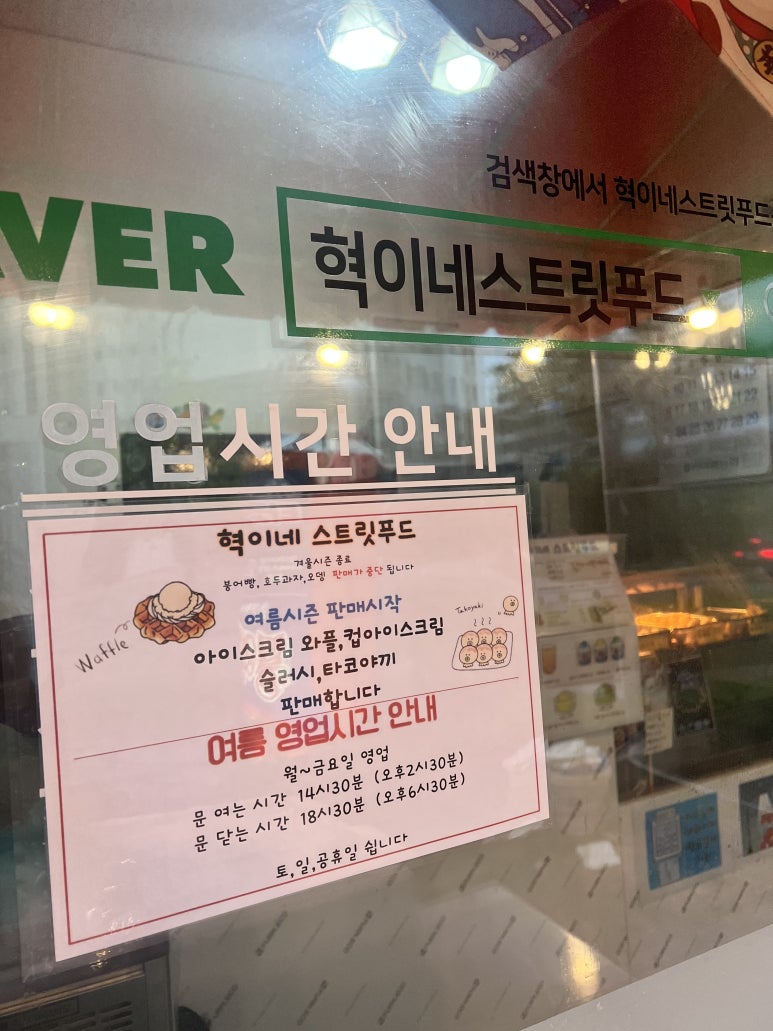 검색창에서 혁이네스트릿푸드
AVER
혁이네스트릿푸드
영업시간 안내
혁이네 스트릿푸드
겨울시즌 종료
붕어빵, 호두과자,오뎅 판매가 중단 됩니다
여름시즌 판매시작
아이스크림 와플,컵아이스크림
슬러시,타코야끼
판매합니다
Waffle
Takoyaki
여름 영업시간 안내
월~금요일 영업
문 여는 시간 14시30분 (오후2시30분)
문 닫는 시간 18시30분 (오후6시30분)
토,일,공휴일 쉽니다